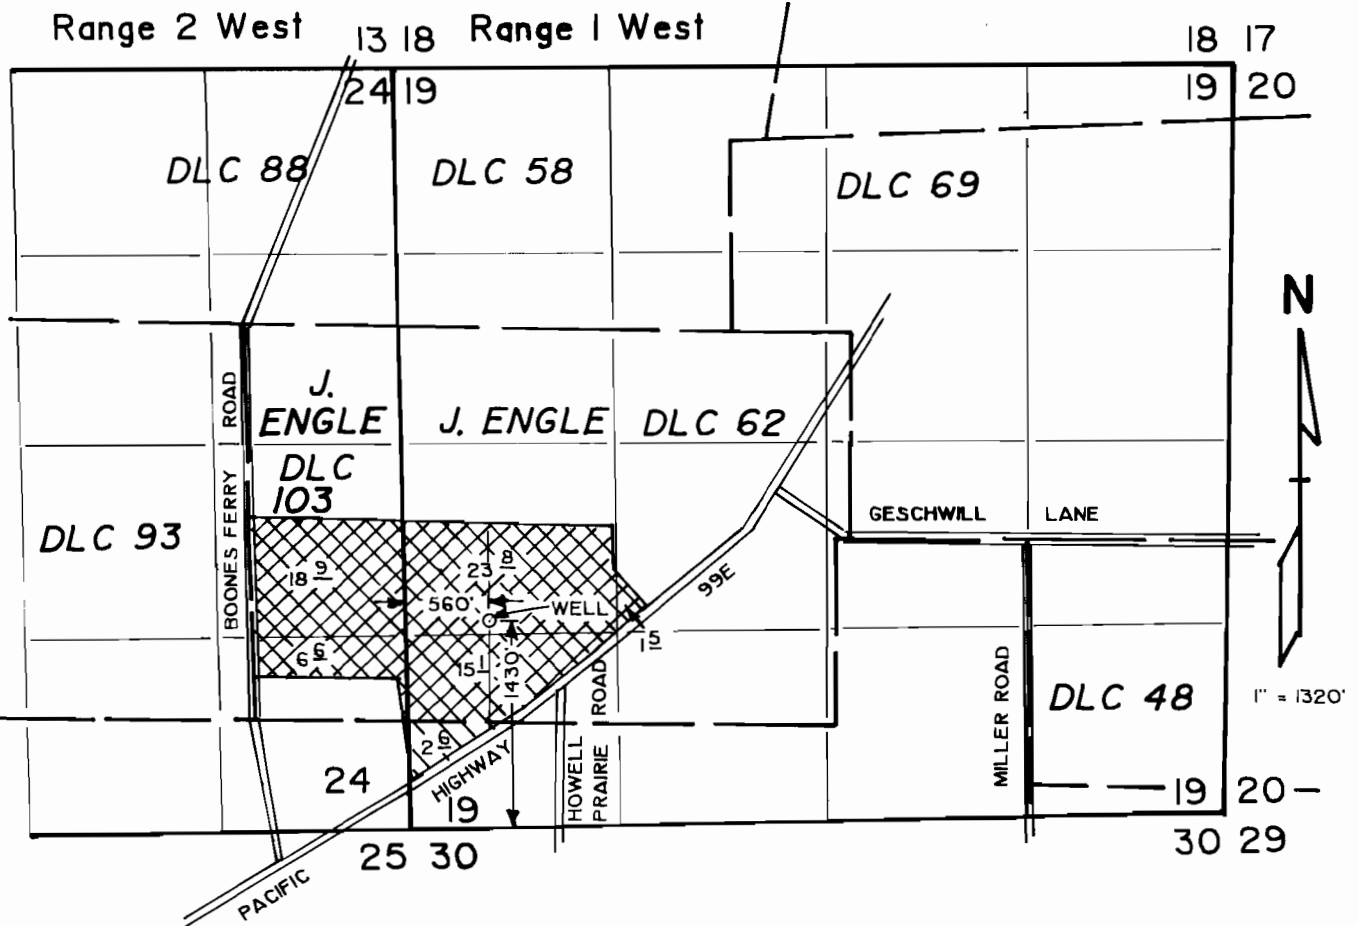 Range 2 West
13 18
Range 1 West
18 17
24 19
19 20
DLC 88
DLC 58
DLC 69
N
J.
ENGLE
J. ENGLE
DLC 62
DLC
103
BOONES FERRY ROAD
DLC 93
GESCHWILL LANE
18 9
23 8
560'
WELL
99E
1 5
6 6
15 1
1430'
HOWELL
PRAIRIE ROAD
MILLER ROAD
DLC 48
1" = 1320'
2 6
24
HIGHWAY
19
19 20
25 30
30 29
PACIFIC